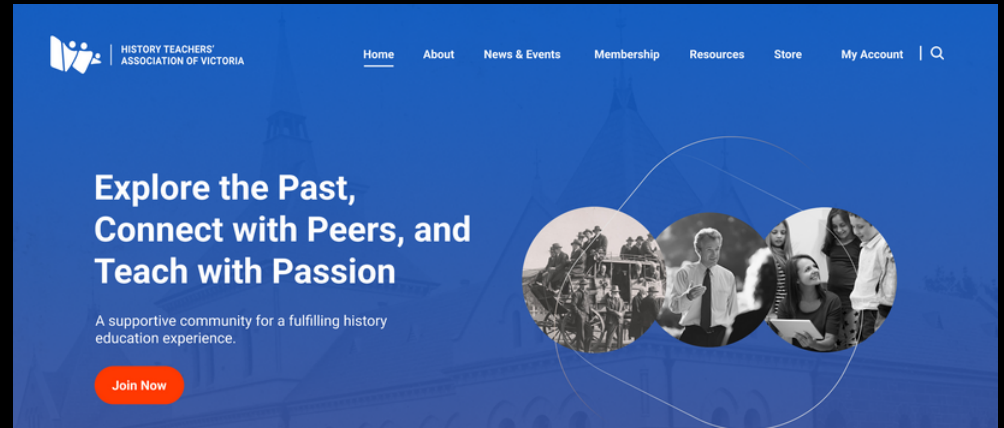 HISTORY TEACHERS'
ASSOCIATION OF VICTORIA
Home About News & Events Membership Resources Store My Account
Explore the Past,
Connect with Peers, and
Teach with Passion
A supportive community for a fulfilling history
education experience.
Join Now